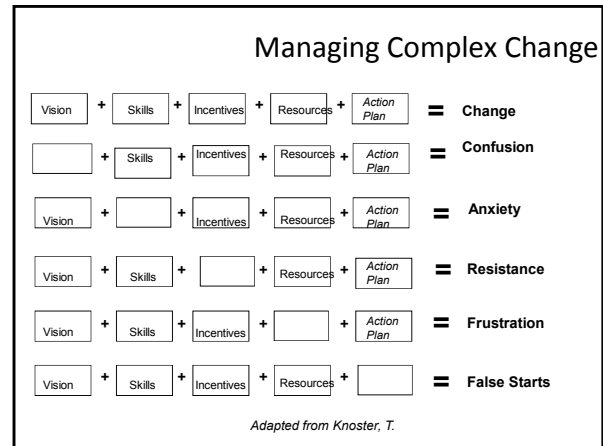 Managing Complex Change
Vision + Skills + Incentives + Resources + Action Plan = Change
+ Skills + Incentives + Resources + Action Plan = Confusion
Vision + + Incentives + Resources + Action Plan = Anxiety
Vision + Skills + + Resources + Action Plan = Resistance
Vision + Skills + Incentives + + Action Plan = Frustration
Vision + Skills + Incentives + Resources + = False Starts
Adapted from Knoster, T.